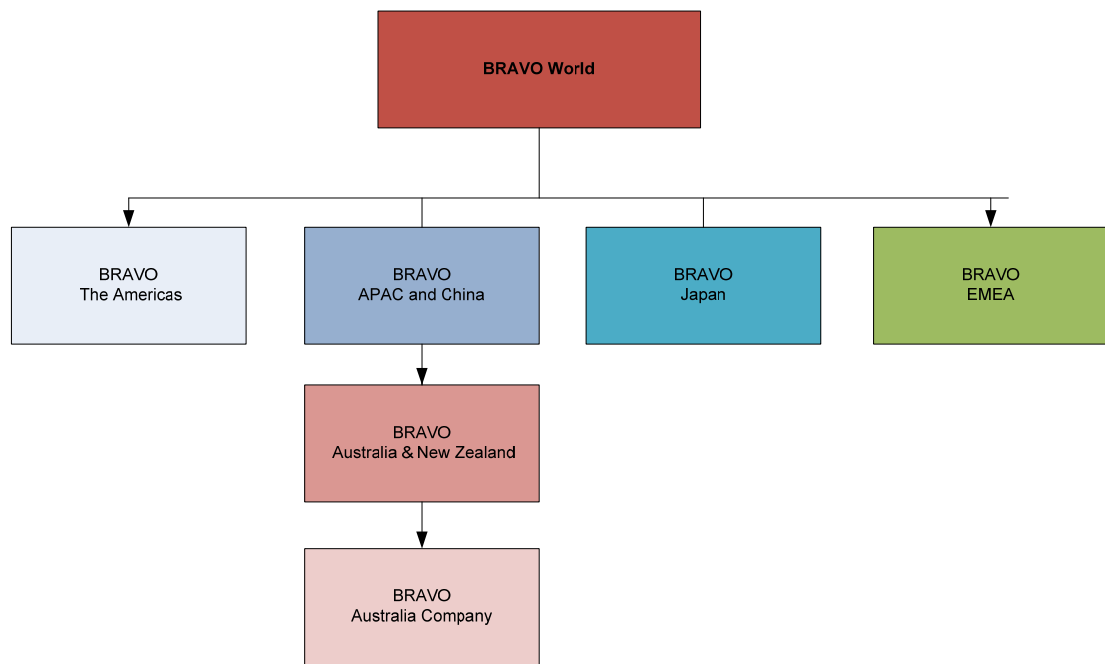 BRAVO World
BRAVO
The Americas
BRAVO
APAC and China
BRAVO
Japan
BRAVO
EMEA
BRAVO
Australia & New Zealand
BRAVO
Australia Company